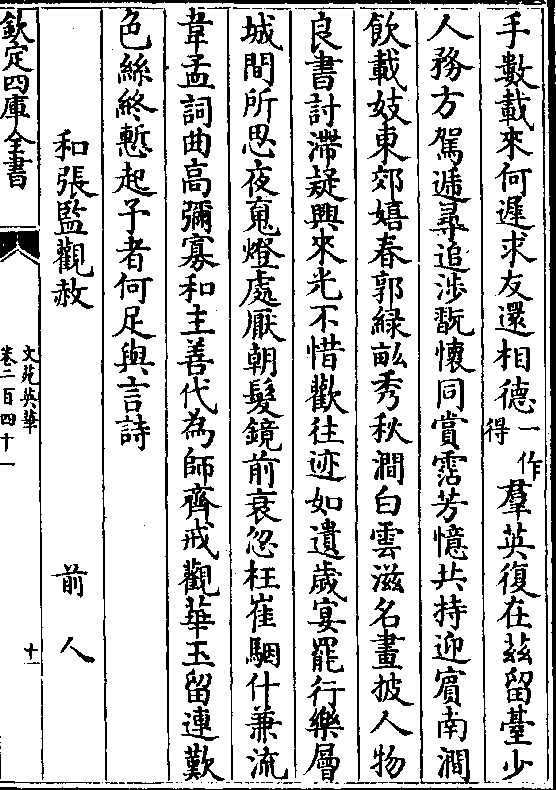 手數載來何遲求友還相德一作得羣英復在兹留臺少
人務方駕遞尋追涉翫懷同賞霑芳憶共持迎賓南澗
飲載妓東郊嬉春郭緑畝秀秋澗白雲滋名畫披人物
良書討滯疑興來光不惜歡往迹如遺歲宴罷行樂層
城間所思夜䰟燈處厭朝髮鏡前衰忽枉崔駰什兼流
韋孟詞曲高彌寡和主善代為師齊戒觀華玉留連歎
色絲終慙起予者何足與言詩
和張監觀赦 前人
欽定四庫全書
文苑英華
卷二百四十一
十一